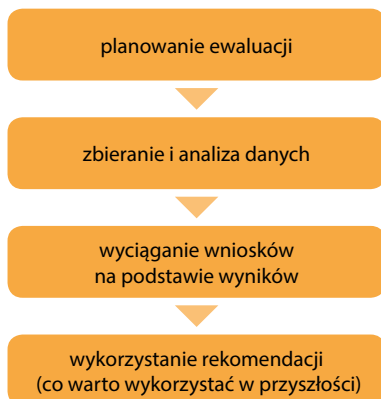 planowanie ewaluacji
zbieranie i analiza danych
wyciąganie wniosków
na podstawie wyników
wykorzystanie rekomendacji
(co warto wykorzystać w przyszłości)